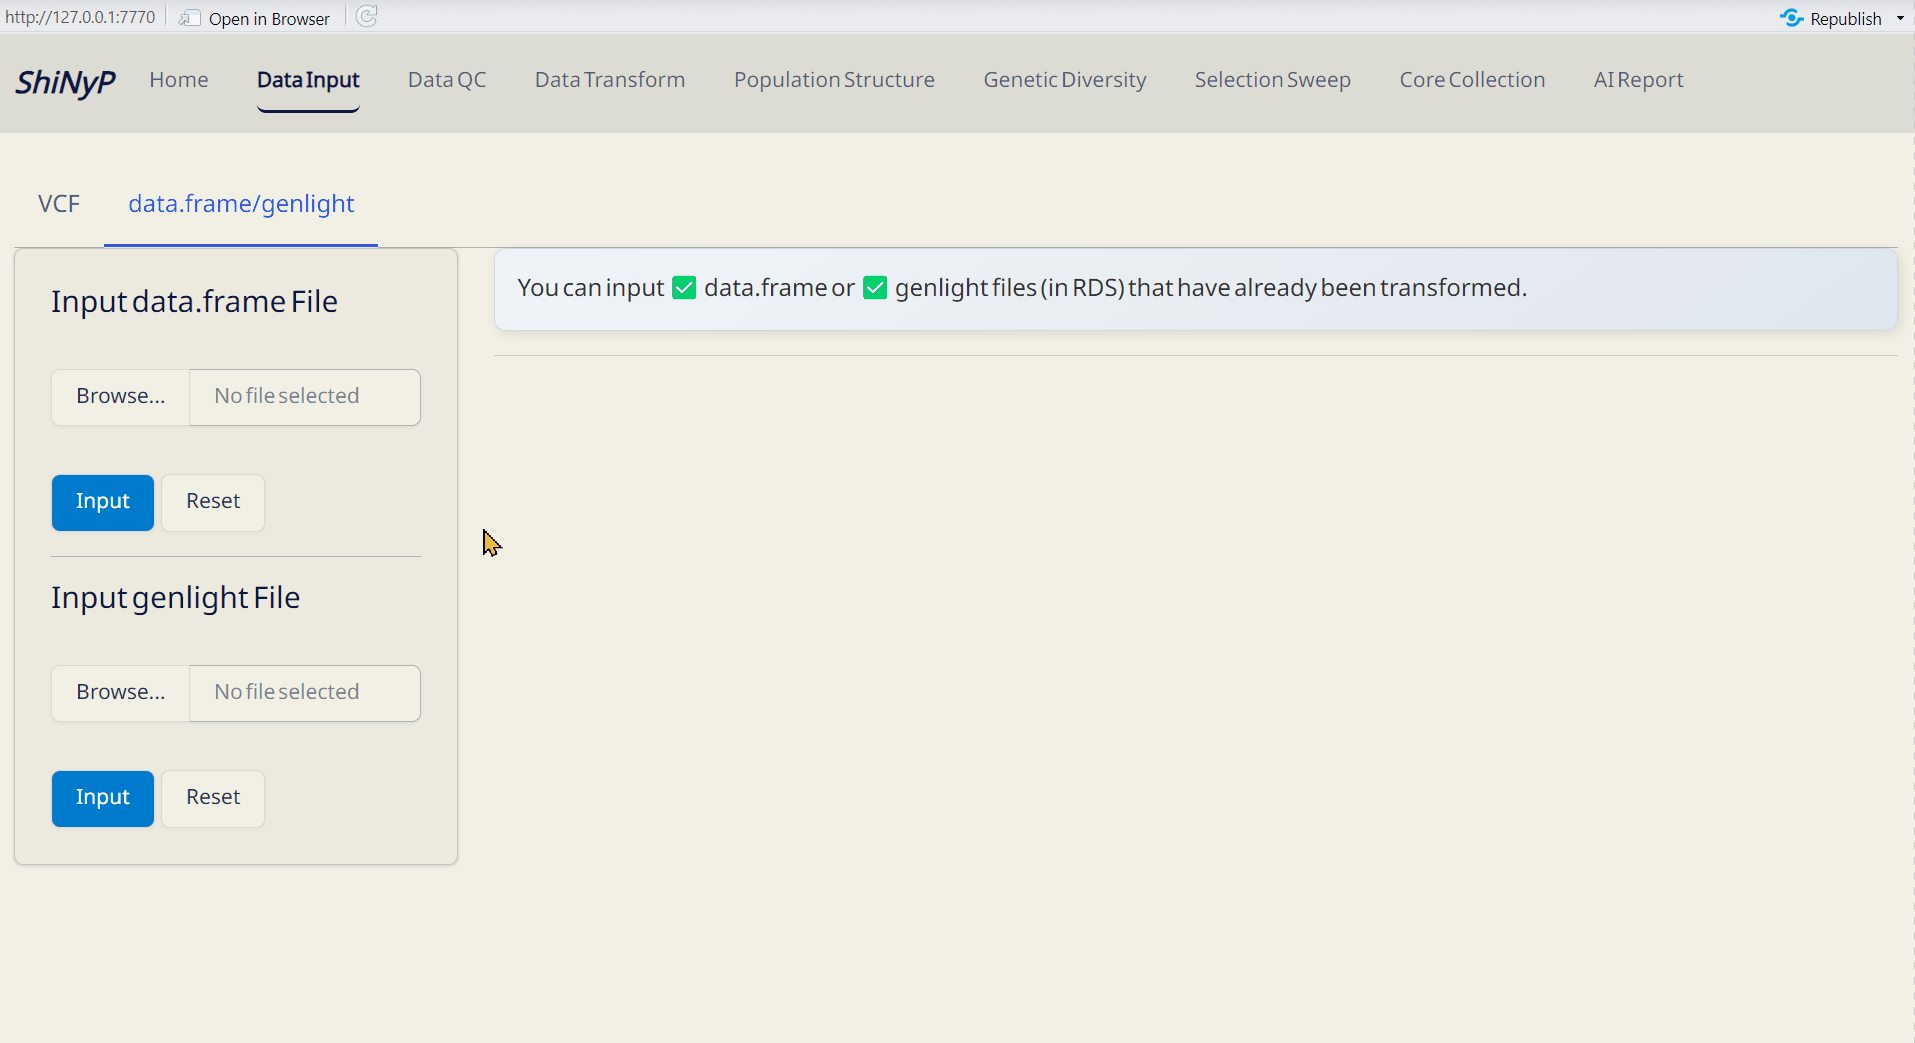 http://127.0.0.1:7770 Open in Browser Republish
ShiNyP Home Data Input Data QC Data Transform Population Structure Genetic Diversity Selection Sweep Core Collection AI Report
VCF data.frame/genlight
Input data.frame File
You can input ✅ data.frame or ✅ genlight files (in RDS) that have already been transformed.
Browse... No file selected
Input Reset
Input genlight File
Browse... No file selected
Input Reset